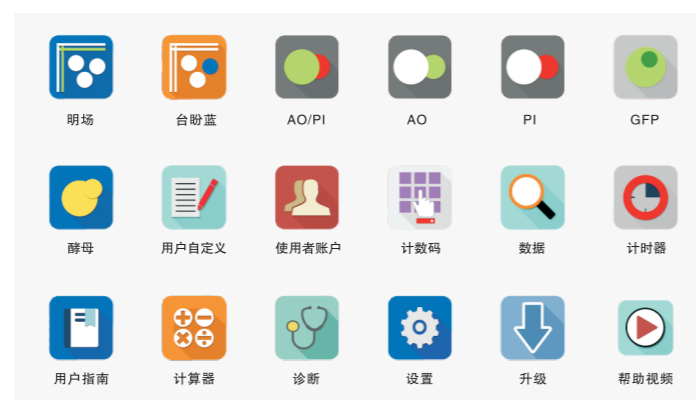 明场 台盼蓝 AO/PI AO PI GFP
酵母 用户自定义 使用者账户 计数码 数据 计时器
用户指南 计算器 诊断 设置 升级 帮助视频